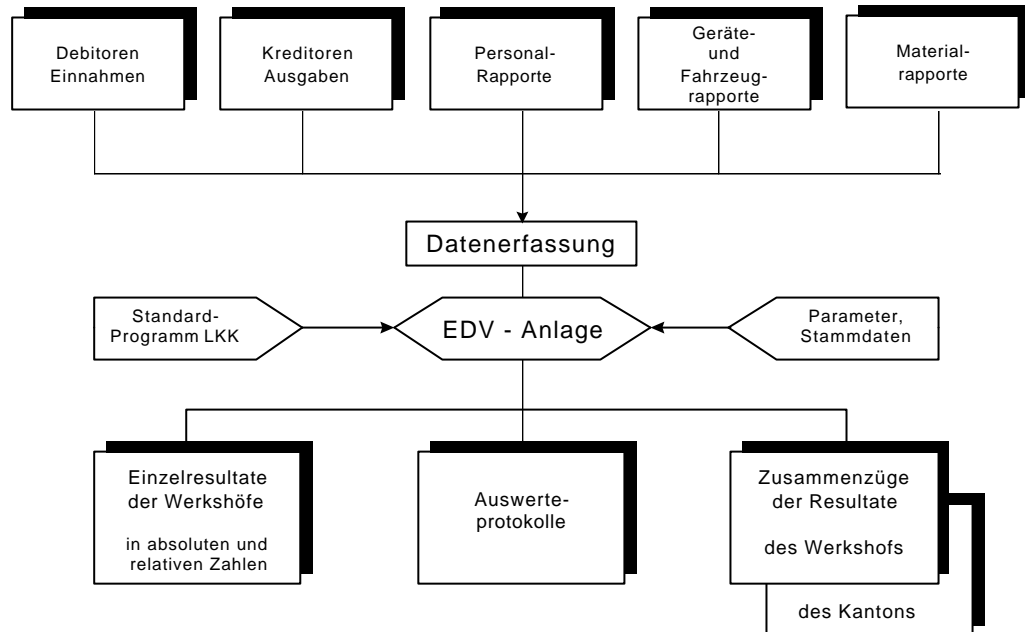 Debitoren
Einnahmen
Kreditoren
Ausgaben
Personal-
Rapporte
Geräte-
und
Fahrzeug-
rapporte
Material-
rapporte
Datenerfassung
Standard-
Programm LKK
EDV - Anlage
Parameter,
Stammdaten
Einzelresultate
der Werkshöfe
in absoluten und
relativen Zahlen
Auswerte-
protokolle
Zusammenzüge
der Resultate
des Werkshofs
des Kantons